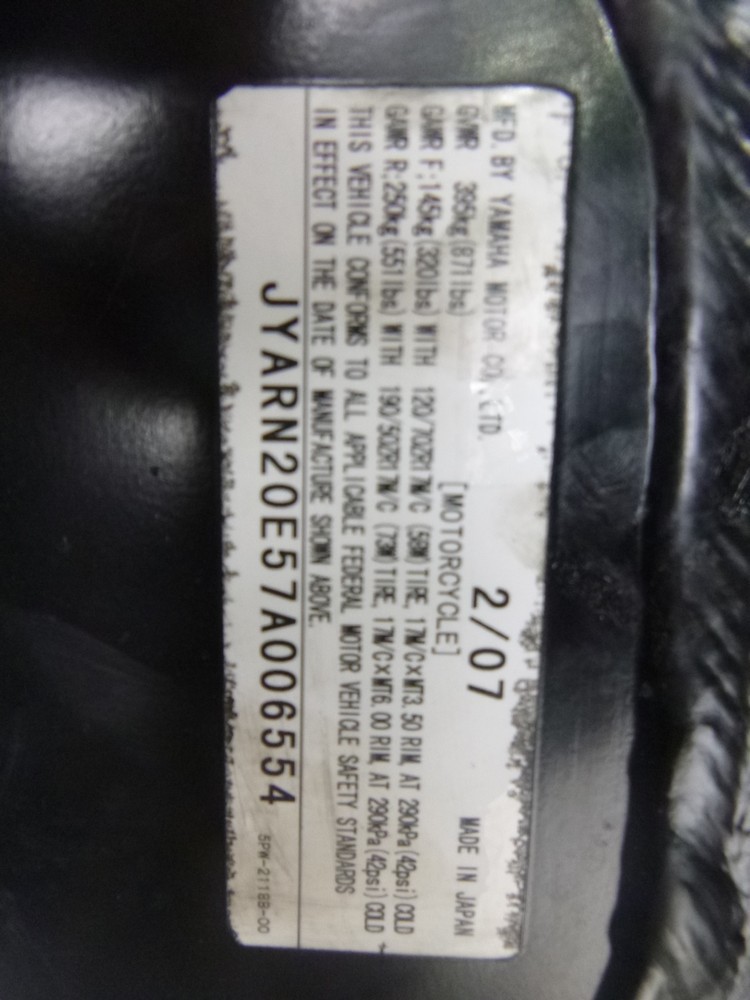 MFD. BY YAMAHA MOTOR CO., LTD. 2/07 MADE IN JAPAN
GVWR 395kg(871lbs) [MOTORCYCLE]
GAWR F:145kg(320lbs) WITH 120/70ZR17M/C (58W) TIRE, 17M/C×MT3.50 RIM, AT 290kPa(42psi) COLD
GAWR R:250kg(551lbs) WITH 190/50ZR17M/C (73W) TIRE, 17M/C×MT6.00 RIM, AT 290kPa(42psi) COLD
THIS VEHICLE CONFORMS TO ALL APPLICABLE FEDERAL MOTOR VEHICLE SAFETY STANDARDS
IN EFFECT ON THE DATE OF MANUFACTURE SHOWN ABOVE.
JYARN20E57A006554 5PW-2118B-00